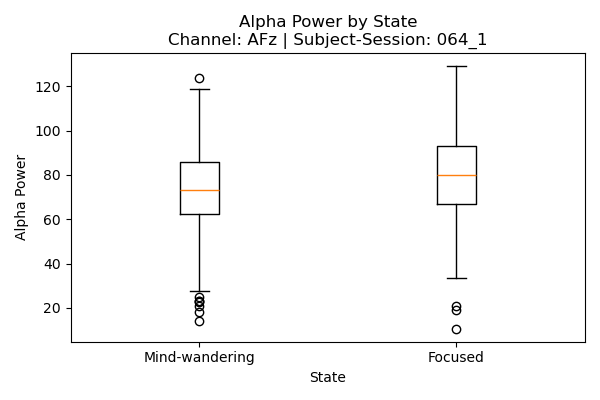 Alpha Power by State
Channel: AFz | Subject-Session: 064_1
120
100
80
60
40
20
Alpha Power
Mind-wandering
Focused
State